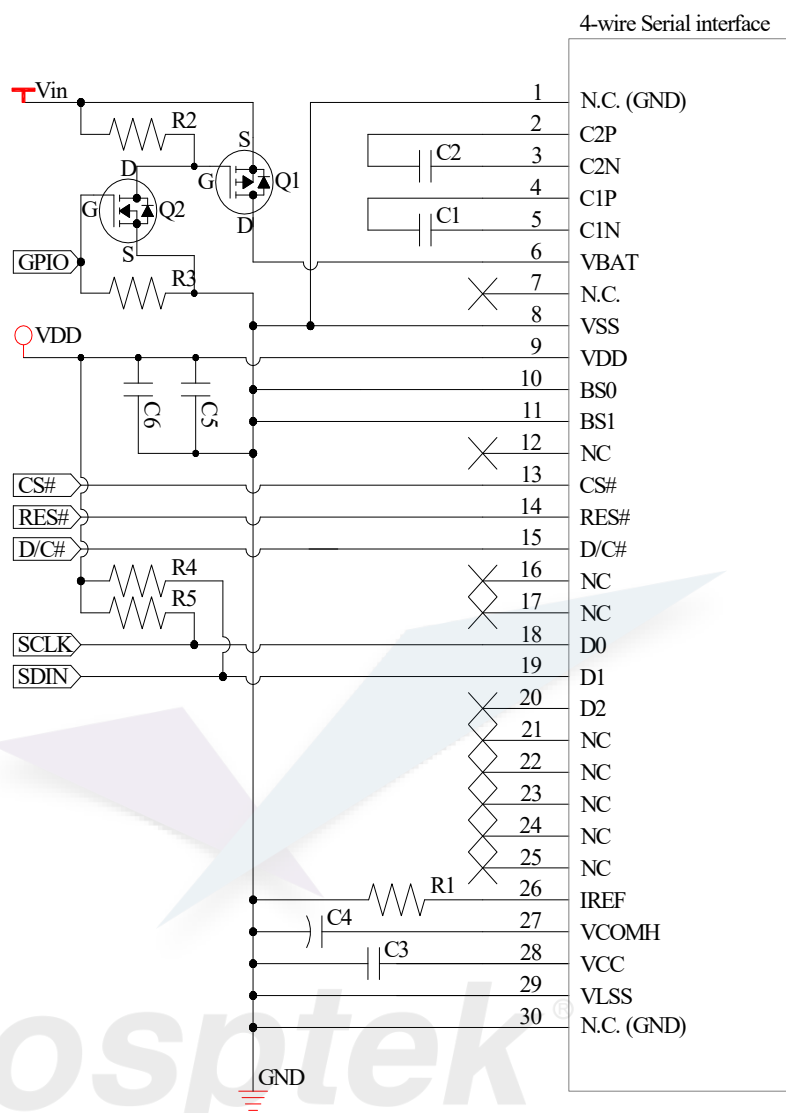 4-wire Serial interface
Vin
1 N.C. (GND)
R2
2 C2P
S
C2
3 C2N
D
G Q1
4 C1P
G Q2
C1
5 C1N
D
S
GPIO
6 VBAT
R3
7 N.C.
8 VSS
VDD
9 VDD
10 BS0
C6 C5
11 BS1
12 NC
CS# 13 CS#
RES# 14 RES#
D/C# 15 D/C#
R4
16 NC
R5
17 NC
SCLK 18 D0
SDIN 19 D1
20 D2
21 NC
22 NC
23 NC
24 NC
25 NC
R1
26 IREF
C4
27 VCOMH
C3
28 VCC
29 VLSS
30 N.C. (GND)
osptek®
GND